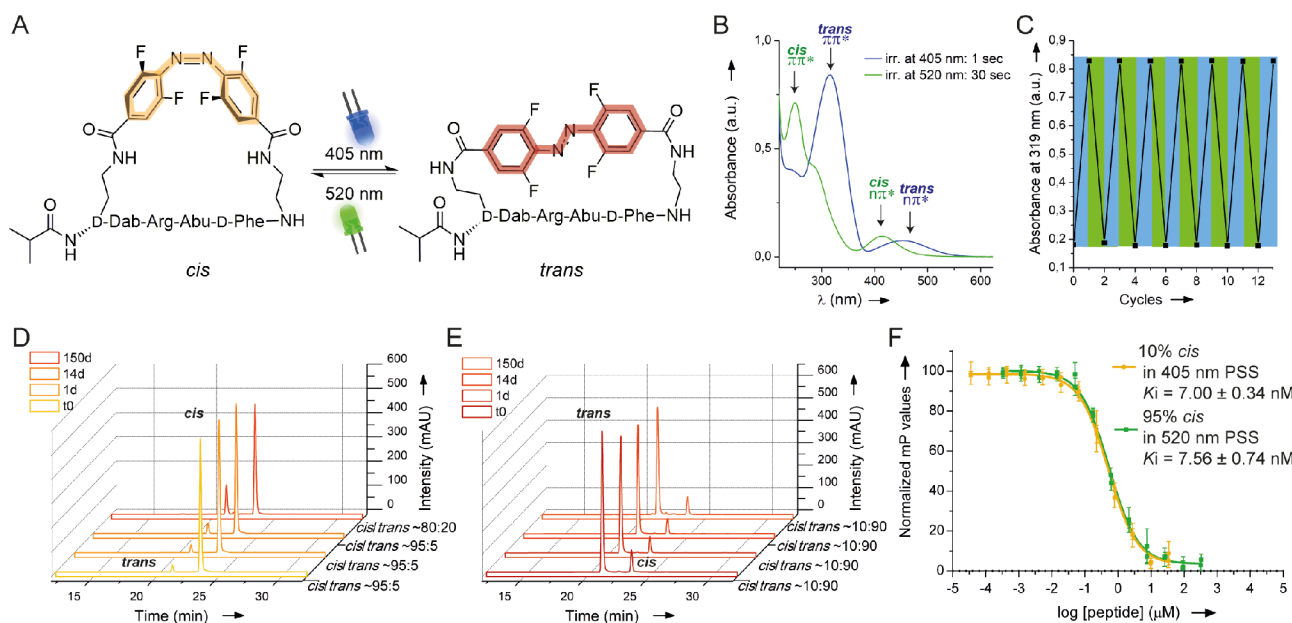 A
F
N
N
F
F
F
O
O
NH
HN
O
N
H
D-Dab-Arg-Abu-D-Phe-NH
cis
405 nm
520 nm
O
NH
F
F
N
N
F
F
O
HN
O
N
H
D-Dab-Arg-Abu-D-Phe-NH
trans
B
1,0
0,5
0,0
Absorbance (a.u.)
cis
ππ*
trans
ππ*
irr. at 405 nm: 1 sec
irr. at 520 nm: 30 sec
cis
nπ*
trans
nπ*
300 400 500 600
λ (nm)
C
Absorbance at 319 nm (a.u.)
0.9
0.8
0.7
0.6
0.5
0.4
0.3
0.2
0.1
0 2 4 6 8 10 12
Cycles
D
150d
14d
1d
t0
cis
trans
600
500
400
300
200
100
0
Intensity (mAU)
cis/trans ~80:20
cis/trans ~95:5
cis/trans ~95:5
cis/trans ~95:5
15 20 25 30
Time (min)
E
150d
14d
1d
t0
trans
cis
600
500
400
300
200
100
0
Intensity (mAU)
cis/trans ~10:90
cis/trans ~10:90
cis/trans ~10:90
cis/trans ~10:90
15 20 25 30
Time (min)
F
Normalized mP values
100
80
60
40
20
0
10% cis
in 405 nm PSS
Ki = 7.00 ± 0.34 nM
95% cis
in 520 nm PSS
Ki = 7.56 ± 0.74 nM
-5 -4 -3 -2 -1 0 1 2 3 4 5
log [peptide] (μM)